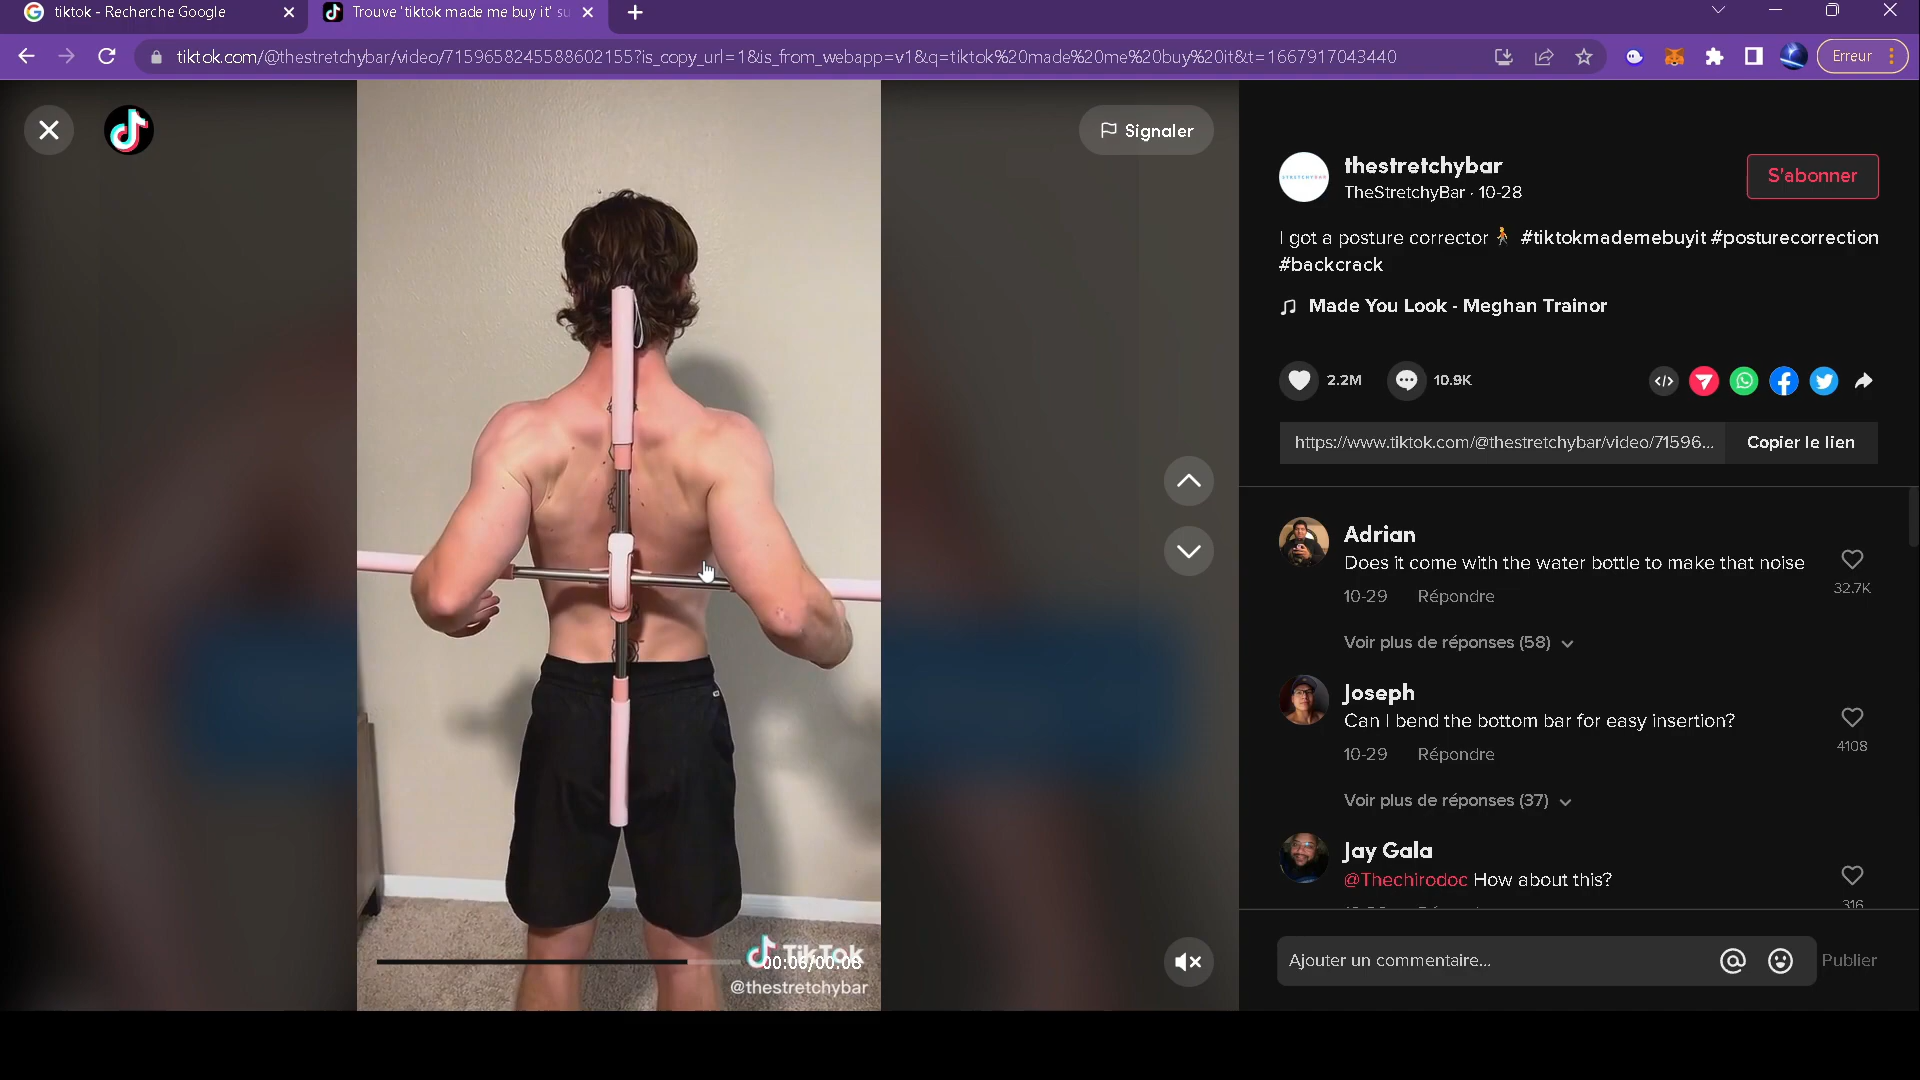 tiktok - Recherche Google
Trouve 'tiktok made me buy it' su
tiktok.com/@thestretchybar/video/7159658245588602155?is_copy_url=1&is_from_webapp=v1&q=tiktok%20made%20me%20buy%20it&t=1667917043440
Erreur
Signaler
thestretchybar
TheStretchyBar · 10-28
S'abonner
I got a posture corrector 🧍 #tiktokmademebuyit #posturecorrection
#backcrack
Made You Look - Meghan Trainor
2.2M
10.9K
https://www.tiktok.com/@thestretchybar/video/71596...
Copier le lien
Adrian
Does it come with the water bottle to make that noise
10-29 Répondre
32.7K
Voir plus de réponses (58)
Joseph
Can I bend the bottom bar for easy insertion?
10-29 Répondre
4108
Voir plus de réponses (37)
Jay Gala
@Thechirodoc How about this?
316
TikTok
00:06/00:08
@thestretchybar
Ajouter un commentaire...
Publier